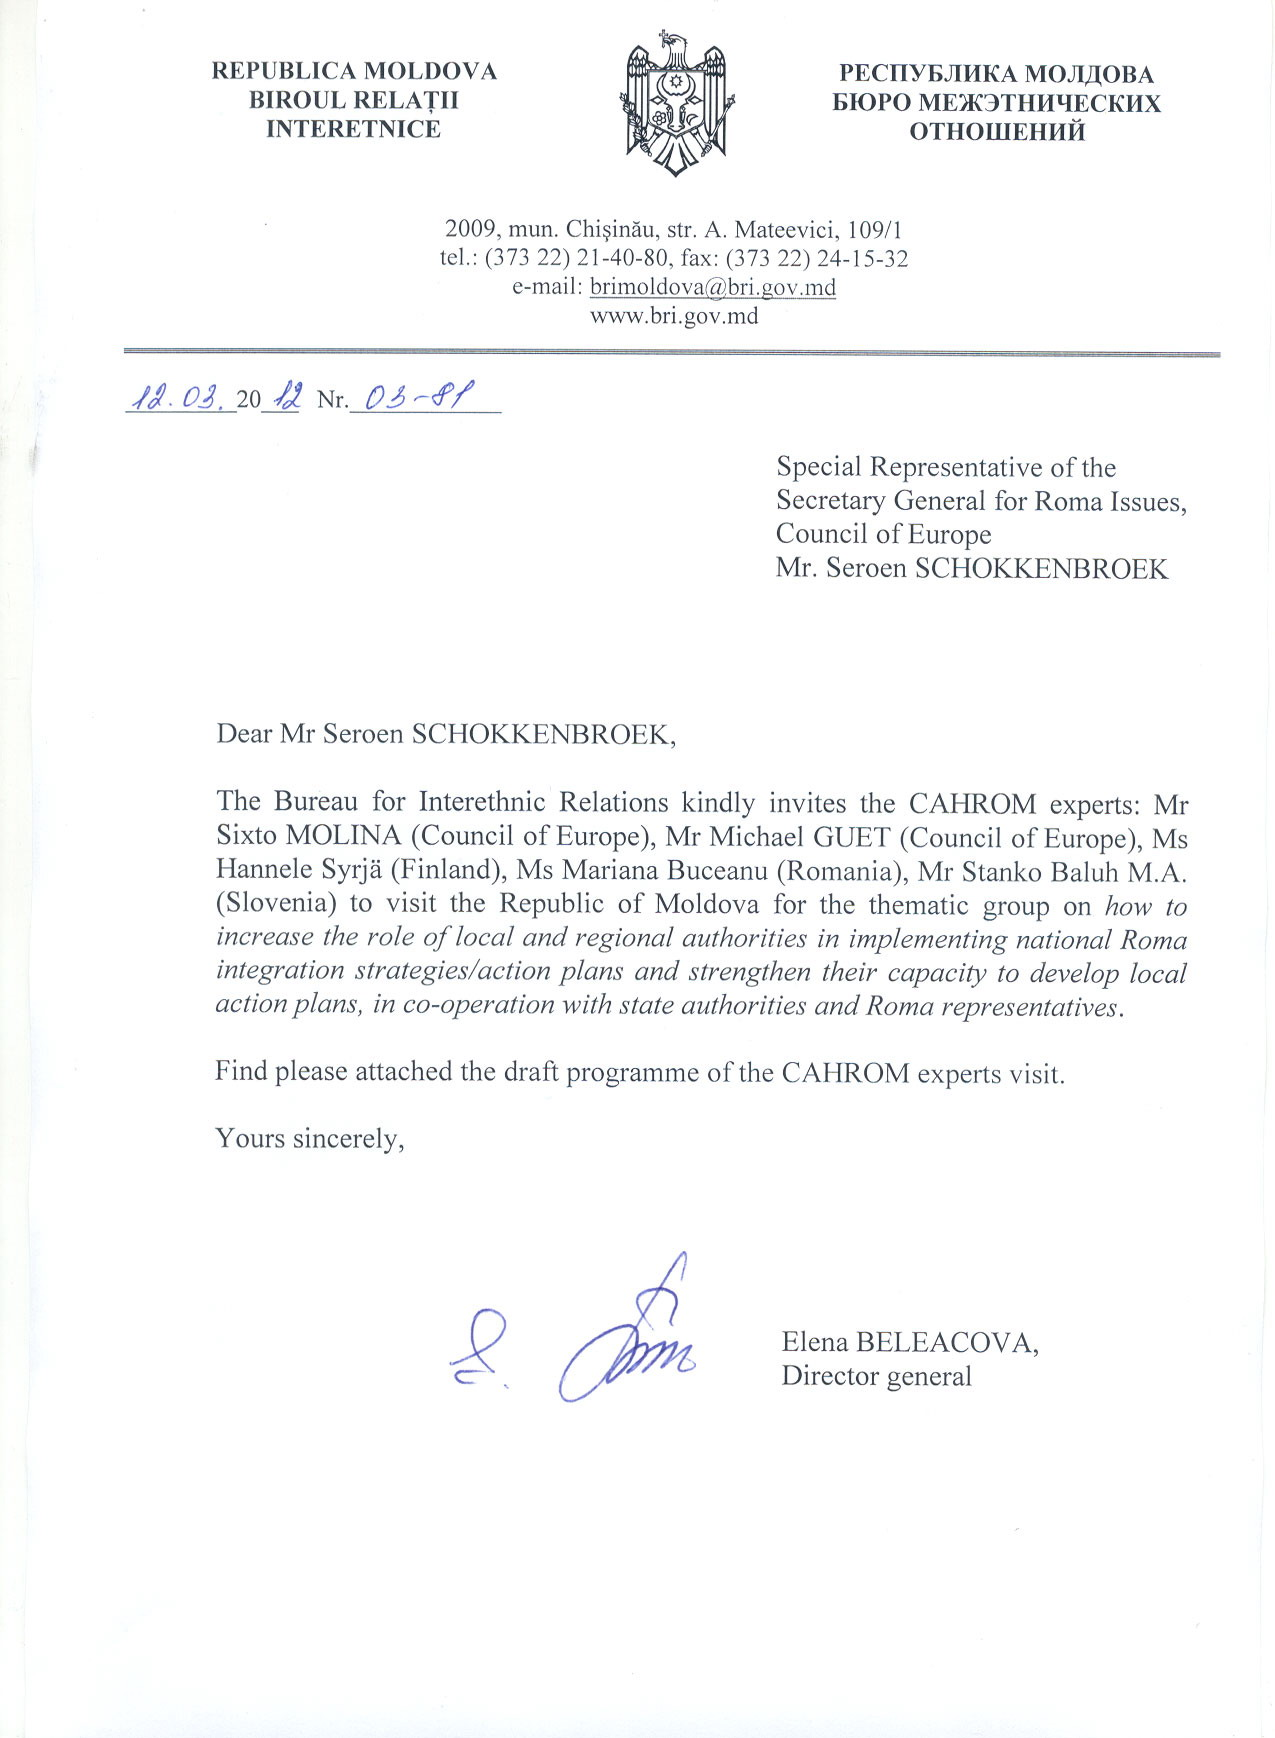 REPUBLICA MOLDOVA
BIROUL RELAȚII
INTERETNICE
РЕСПУБЛИКА МОЛДОВА
БЮРО МЕЖЭТНИЧЕСКИХ
ОТНОШЕНИЙ
2009, mun. Chişinău, str. A. Mateevici, 109/1
tel.: (373 22) 21-40-80, fax: (373 22) 24-15-32
e-mail: brimoldova@bri.gov.md
www.bri.gov.md
12.03.2012 Nr. 03-81
Special Representative of the
Secretary General for Roma Issues,
Council of Europe
Mr. Seroen SCHOKKENBROEK
Dear Mr Seroen SCHOKKENBROEK,
The Bureau for Interethnic Relations kindly invites the CAHROM experts: Mr
Sixto MOLINA (Council of Europe), Mr Michael GUET (Council of Europe), Ms
Hannele Syrjä (Finland), Ms Mariana Buceanu (Romania), Mr Stanko Baluh M.A.
(Slovenia) to visit the Republic of Moldova for the thematic group on how to
increase the role of local and regional authorities in implementing national Roma
integration strategies/action plans and strengthen their capacity to develop local
action plans, in co-operation with state authorities and Roma representatives.
Find please attached the draft programme of the CAHROM experts visit.
Yours sincerely,
Elena BELEACOVA,
Director general